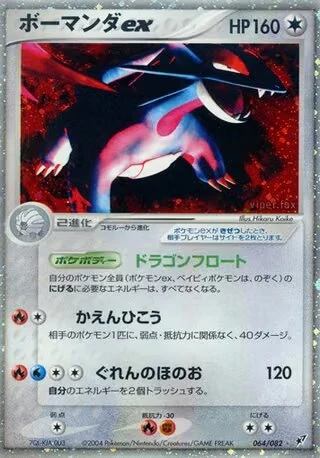 ボーマンダex HP160
viper.fox
Illus.Hikaru Koike
2進化 コモルーから進化
ポケモンexがきぜつしたとき、
相手プレイヤーはサイドを2枚とります。
ポケボディー ドラゴンフロート
自分のポケモン全員（ポケモンex、ベイビィポケモンは、のぞく）の
にげるに必要なエネルギーは、すべてなくなる。
かえんひこう
相手のポケモン1匹に、弱点・抵抗力に関係なく、40ダメージ。
ぐれんのほのお 120
自分のエネルギーを2個トラッシュする。
弱点 抵抗力 -30 にげる
©2004 Pokémon/Nintendo/Creatures/GAME FREAK 064/082